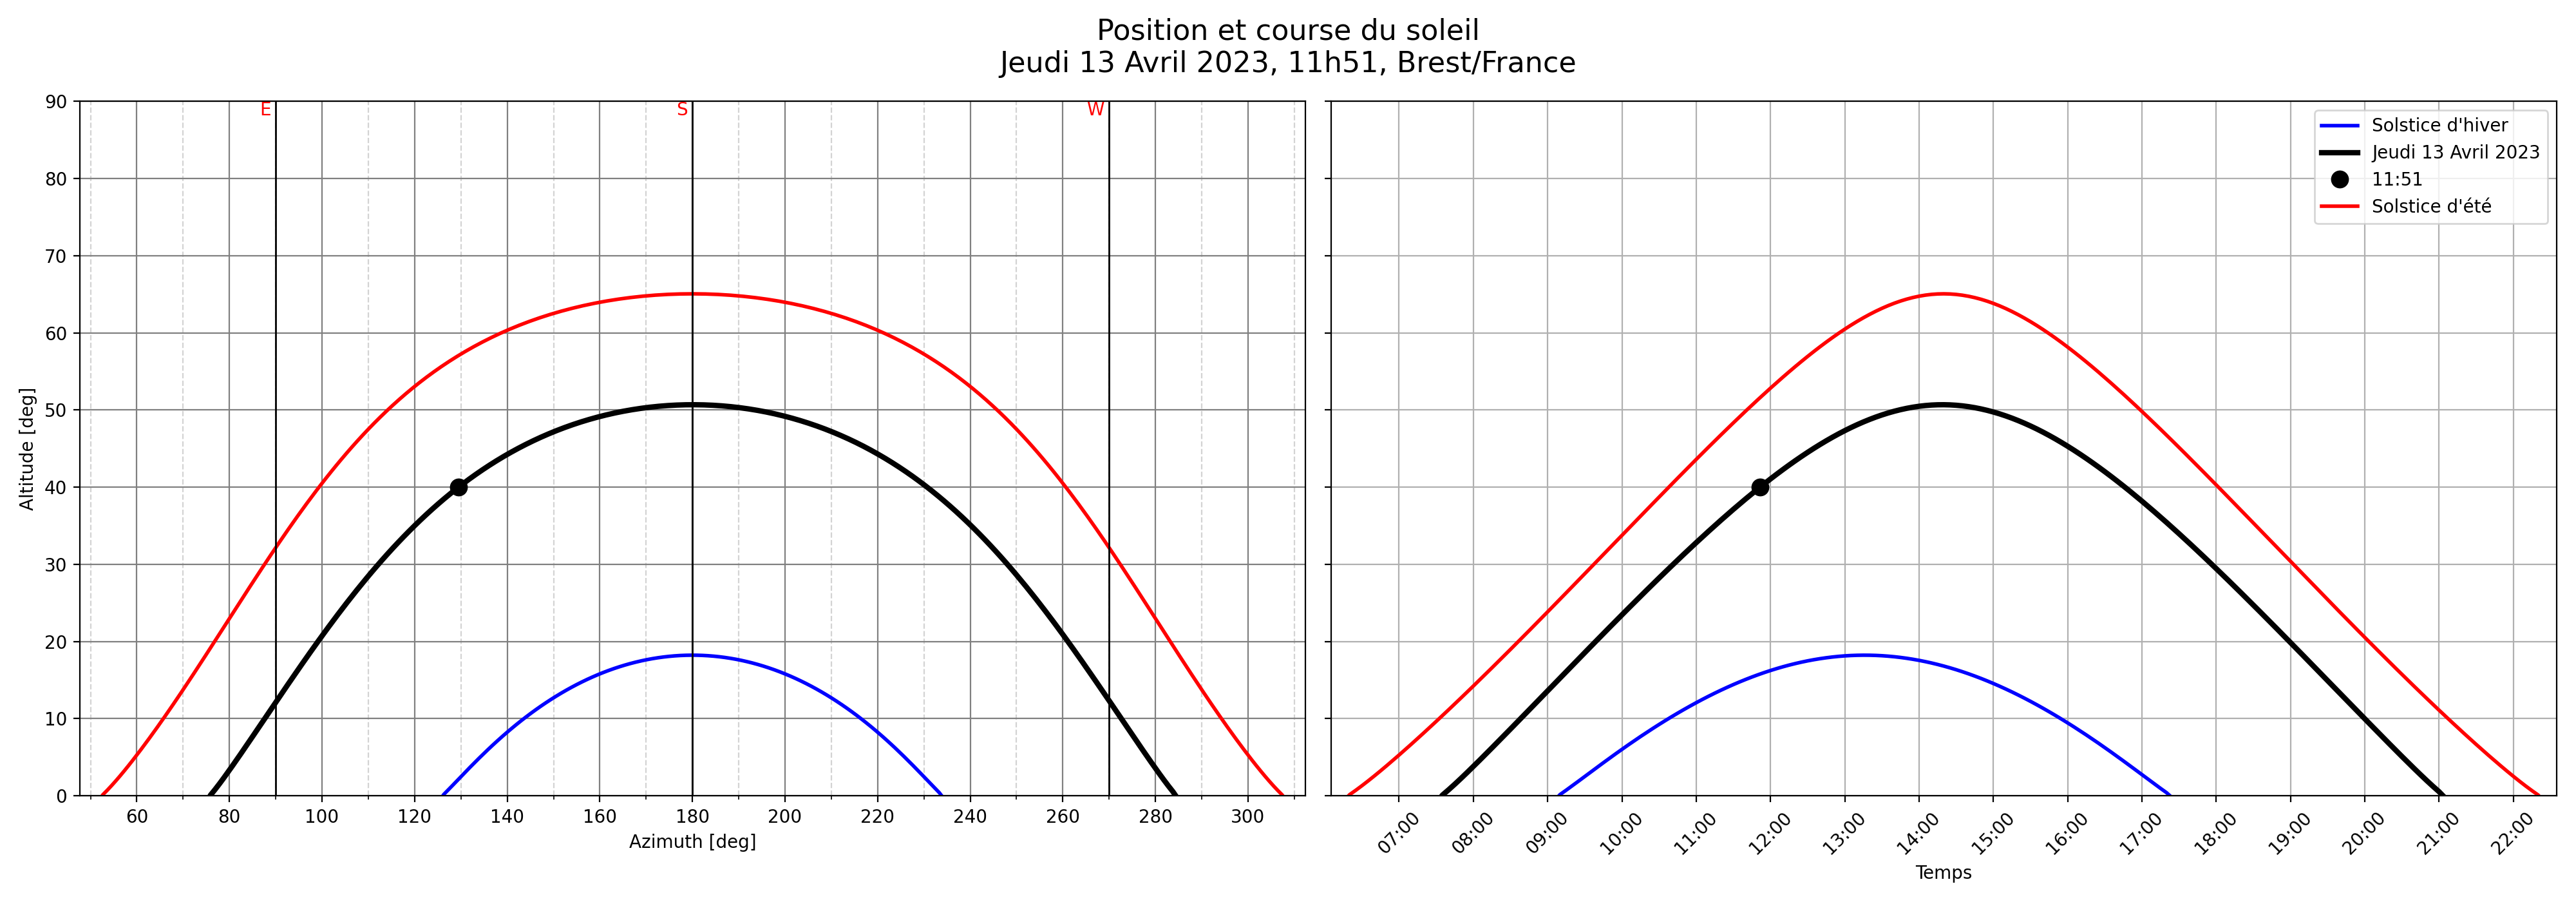 Position et course du soleil
Jeudi 13 Avril 2023, 11h51, Brest/France
E S W
90
80
70
60
50
40
30
20
10
0
Altitude [deg]
60 80 100 120 140 160 180 200 220 240 260 280 300
Azimuth [deg]
Solstice d'hiver
Jeudi 13 Avril 2023
11:51
Solstice d'été
07:00 08:00 09:00 10:00 11:00 12:00 13:00 14:00 15:00 16:00 17:00 18:00 19:00 20:00 21:00 22:00
Temps